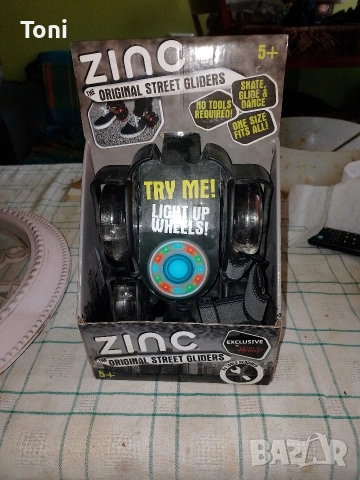 Toni
zinc
5+
THE ORIGINAL STREET GLIDERS
NO TOOLS
REQUIRED!
SKATE,
GLIDE &
DANCE
ONE SIZE
FITS ALL!
TRY ME!
LIGHT UP
WHEELS!
zinc
THE ORIGINAL STREET GLIDERS
5+
EXCLUSIVE
BAZAR